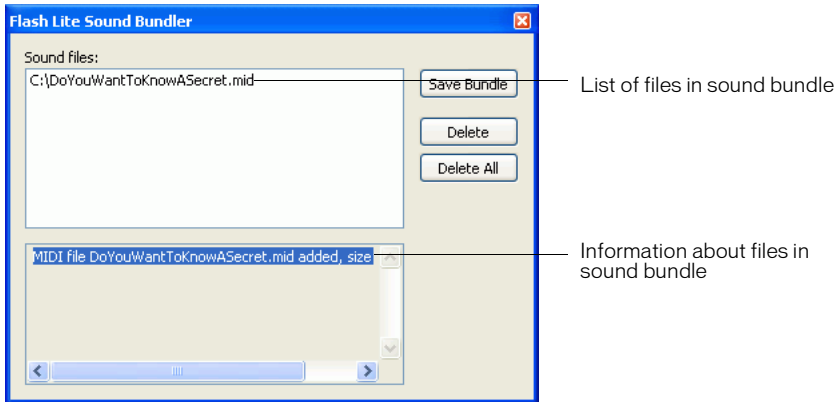 Flash Lite Sound Bundler
Sound files:
C:\DoYouWantToKnowASecret.mid
Save Bundle
List of files in sound bundle
Delete
Delete All
MIDI file DoYouWantToKnowASecret.mid added, size
Information about files in
sound bundle